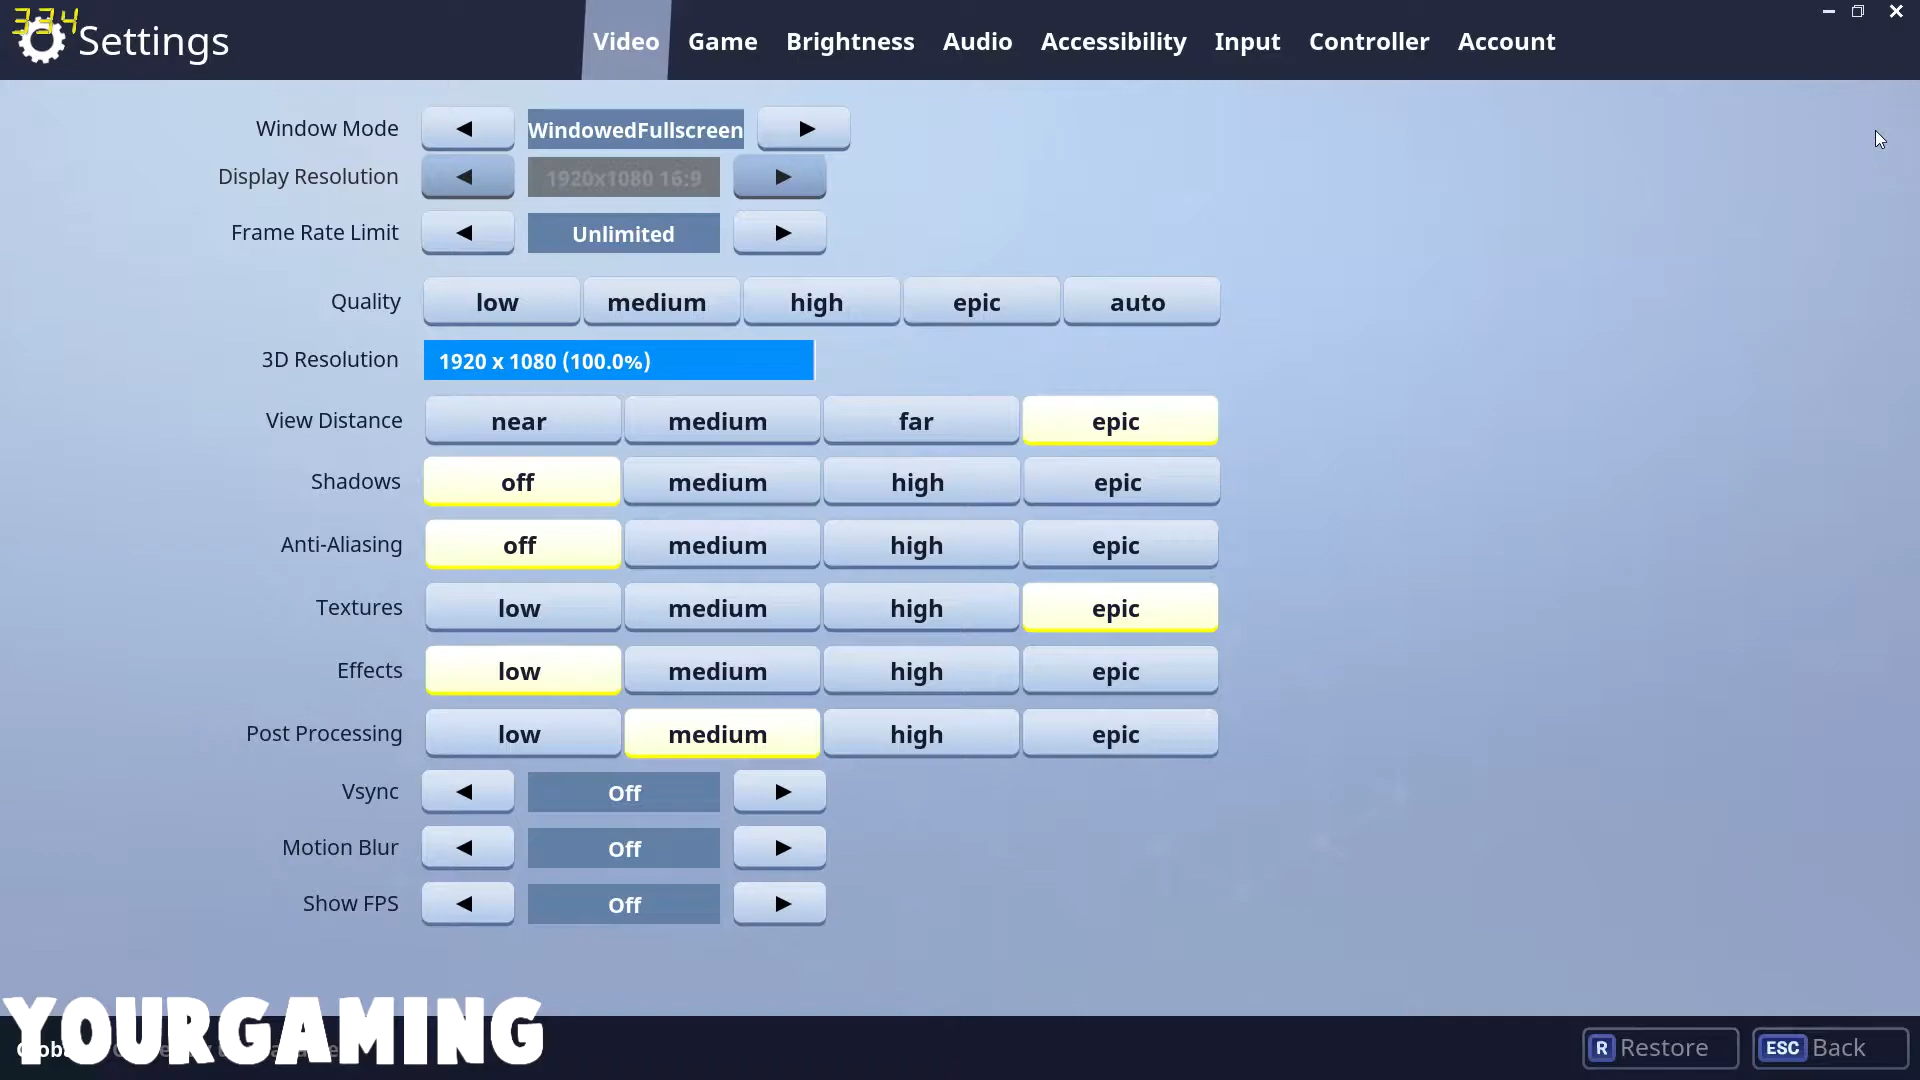 334
Settings
Video Game Brightness Audio Accessibility Input Controller Account
Window Mode WindowedFullscreen
Display Resolution 1920x1080 16:9
Frame Rate Limit Unlimited
Quality low medium high epic auto
3D Resolution 1920 x 1080 (100.0%)
View Distance near medium far epic
Shadows off medium high epic
Anti-Aliasing off medium high epic
Textures low medium high epic
Effects low medium high epic
Post Processing low medium high epic
Vsync Off
Motion Blur Off
Show FPS Off
YOURGAMING
R Restore ESC Back